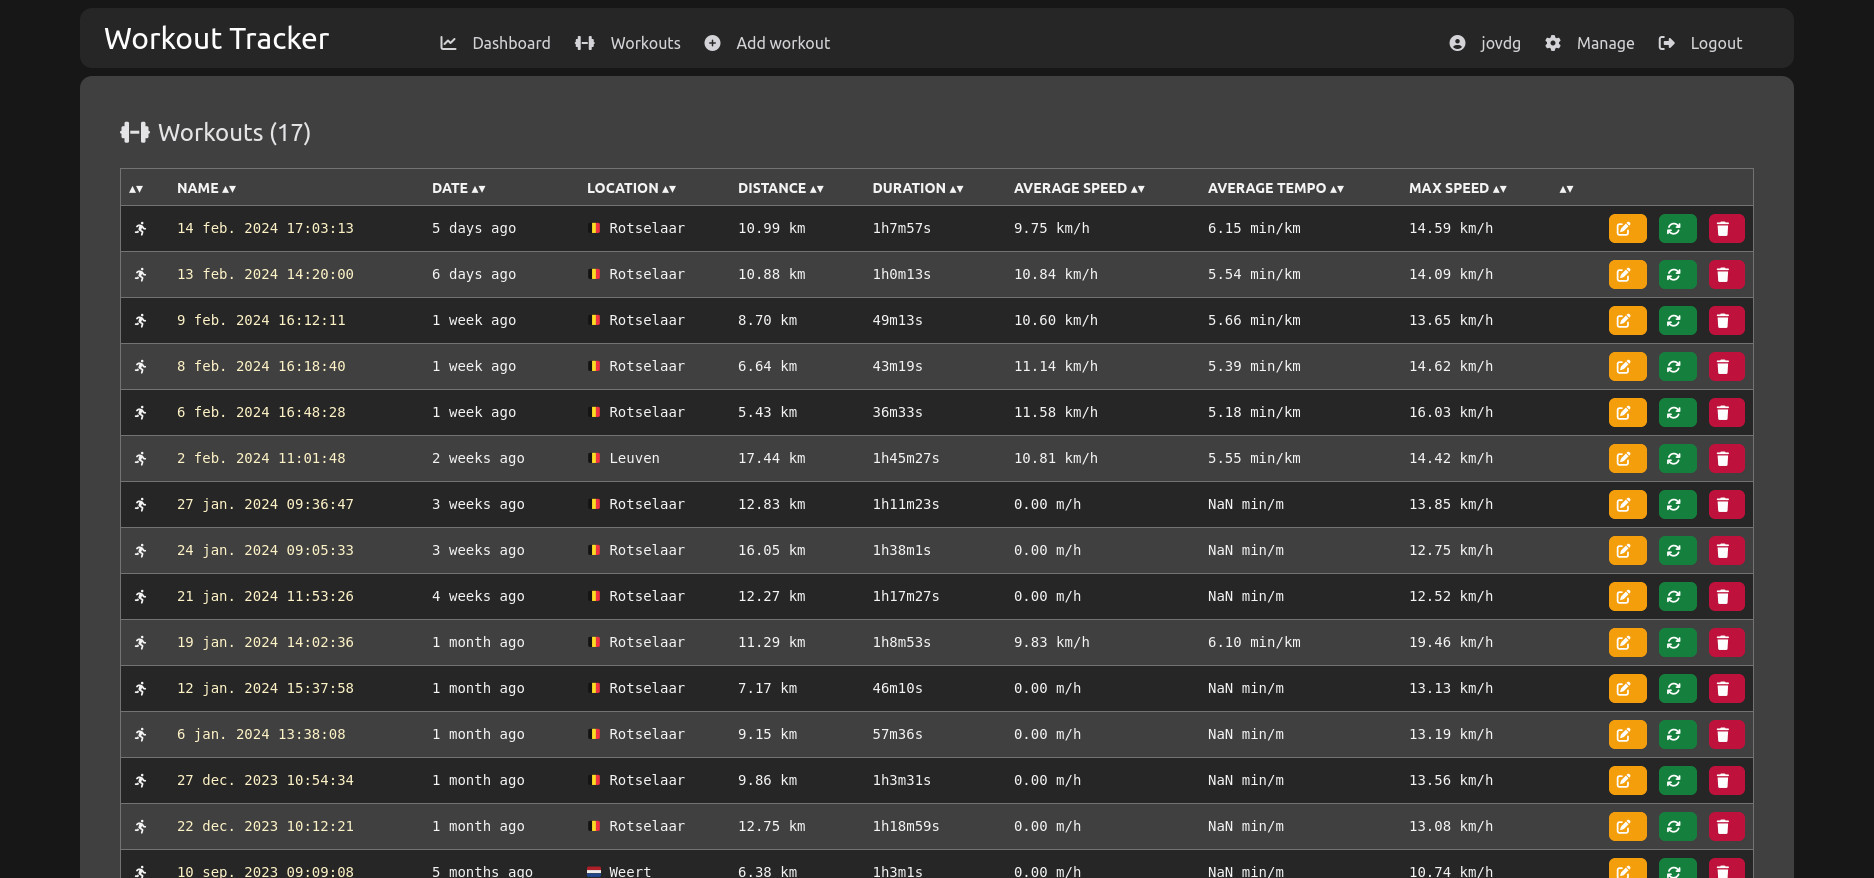 Workout Tracker Dashboard Workouts Add workout jovdg Manage Logout
Workouts (17)
▲▼ NAME ▲▼ DATE ▲▼ LOCATION ▲▼ DISTANCE ▲▼ DURATION ▲▼ AVERAGE SPEED ▲▼ AVERAGE TEMPO ▲▼ MAX SPEED ▲▼ ▲▼
14 feb. 2024 17:03:13 5 days ago Rotselaar 10.99 km 1h7m57s 9.75 km/h 6.15 min/km 14.59 km/h
13 feb. 2024 14:20:00 6 days ago Rotselaar 10.88 km 1h0m13s 10.84 km/h 5.54 min/km 14.09 km/h
9 feb. 2024 16:12:11 1 week ago Rotselaar 8.70 km 49m13s 10.60 km/h 5.66 min/km 13.65 km/h
8 feb. 2024 16:18:40 1 week ago Rotselaar 6.64 km 43m19s 11.14 km/h 5.39 min/km 14.62 km/h
6 feb. 2024 16:48:28 1 week ago Rotselaar 5.43 km 36m33s 11.58 km/h 5.18 min/km 16.03 km/h
2 feb. 2024 11:01:48 2 weeks ago Leuven 17.44 km 1h45m27s 10.81 km/h 5.55 min/km 14.42 km/h
27 jan. 2024 09:36:47 3 weeks ago Rotselaar 12.83 km 1h11m23s 0.00 m/h NaN min/m 13.85 km/h
24 jan. 2024 09:05:33 3 weeks ago Rotselaar 16.05 km 1h38m1s 0.00 m/h NaN min/m 12.75 km/h
21 jan. 2024 11:53:26 4 weeks ago Rotselaar 12.27 km 1h17m27s 0.00 m/h NaN min/m 12.52 km/h
19 jan. 2024 14:02:36 1 month ago Rotselaar 11.29 km 1h8m53s 9.83 km/h 6.10 min/km 19.46 km/h
12 jan. 2024 15:37:58 1 month ago Rotselaar 7.17 km 46m10s 0.00 m/h NaN min/m 13.13 km/h
6 jan. 2024 13:38:08 1 month ago Rotselaar 9.15 km 57m36s 0.00 m/h NaN min/m 13.19 km/h
27 dec. 2023 10:54:34 1 month ago Rotselaar 9.86 km 1h3m31s 0.00 m/h NaN min/m 13.56 km/h
22 dec. 2023 10:12:21 1 month ago Rotselaar 12.75 km 1h18m59s 0.00 m/h NaN min/m 13.08 km/h
10 sep. 2023 09:09:08 5 months ago Weert 6.38 km 1h3m1s 0.00 m/h NaN min/m 10.74 km/h